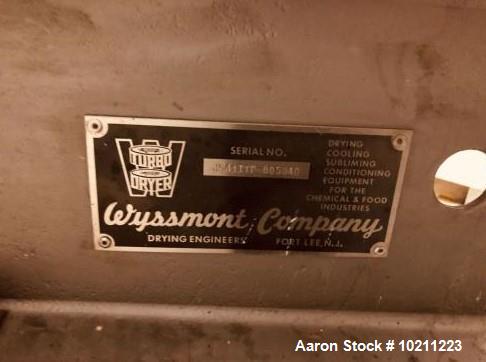 TURBO
DRYER
SERIAL NO.
DRYING
COOLING
SUBLIMING
CONDITIONING
EQUIPMENT
FOR THE
CHEMICAL & FOOD
INDUSTRIES
Wyssmont Company
DRYING ENGINEERS FORT LEE, N.J.
Aaron Stock # 10211223